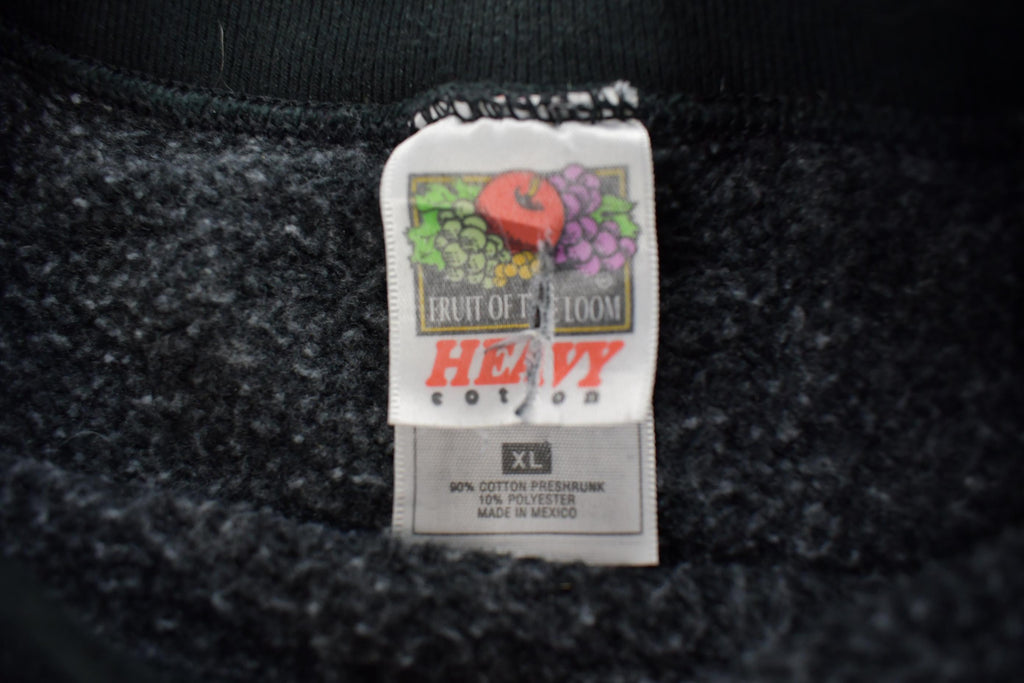 FRUIT OF THE LOOM
HEAVY
cotton
XL
90% COTTON PRESHRUNK
10% POLYESTER
MADE IN MEXICO